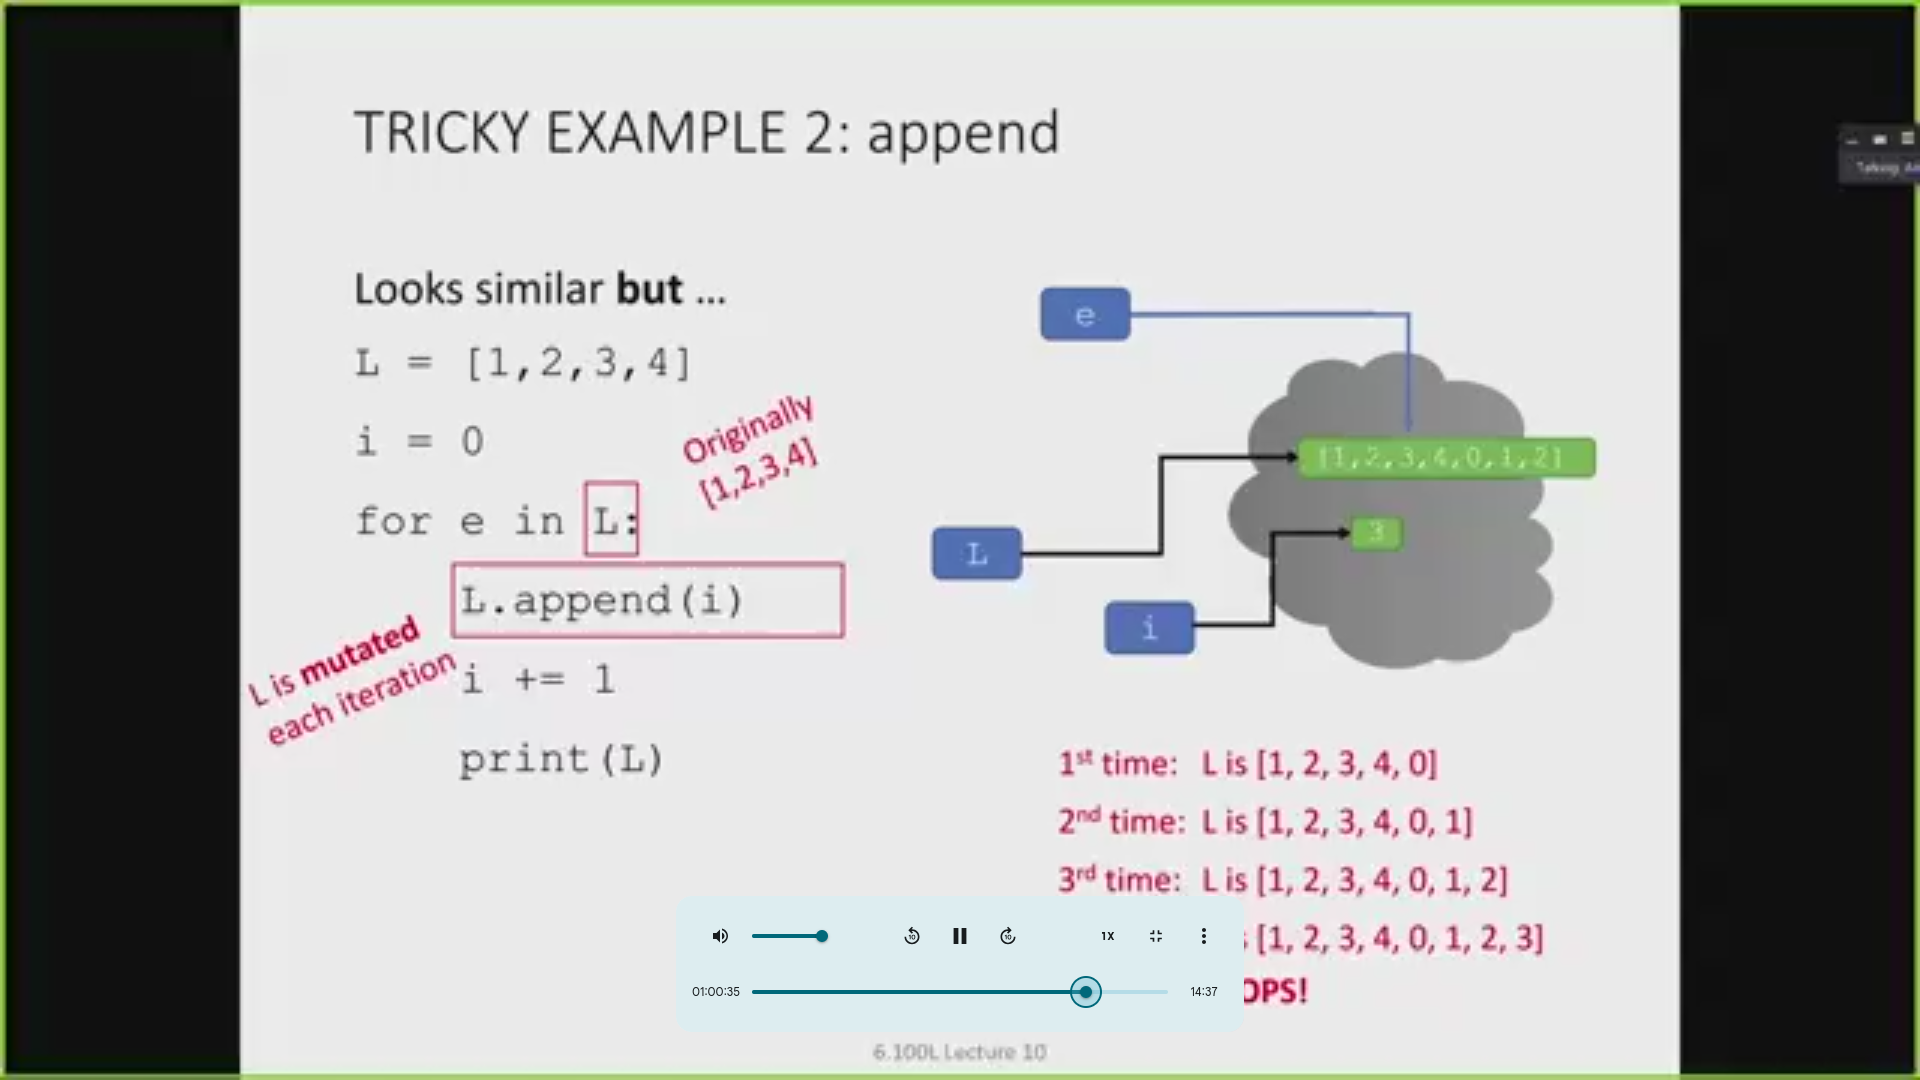 TRICKY EXAMPLE 2: append
Looks similar but ...
L = [1,2,3,4]
i = 0
for e in L:
L.append(i)
i += 1
print(L)
Originally
[1,2,3,4]
L is mutated
each iteration
e
[1,2,3,4,0,1,2]
3
L
i
1st time: L is [1, 2, 3, 4, 0]
2nd time: L is [1, 2, 3, 4, 0, 1]
3rd time: L is [1, 2, 3, 4, 0, 1, 2]
[1, 2, 3, 4, 0, 1, 2, 3]
OPS!
10
10
1X
01:00:35
14:37
6.100L Lecture 10
Talking: